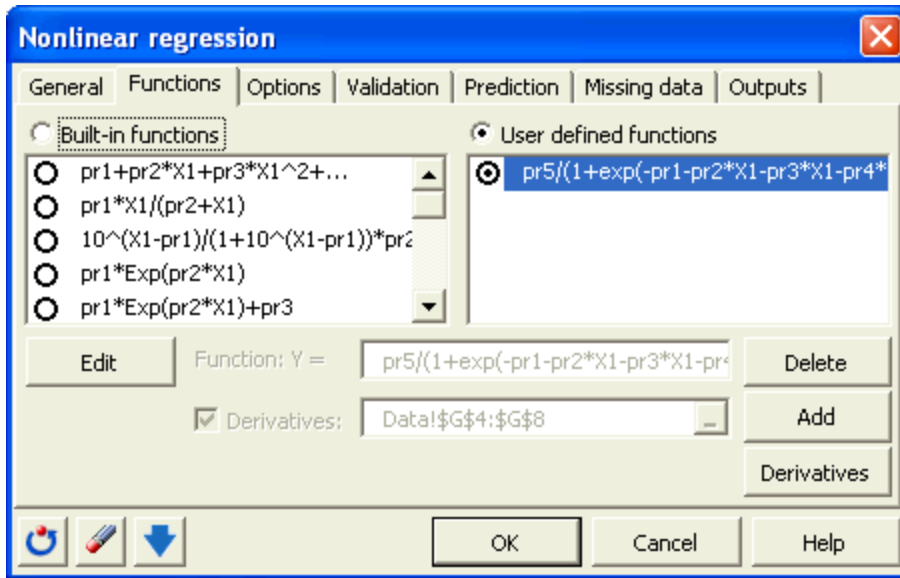 Nonlinear regression
General Functions Options Validation Prediction Missing data Outputs
Built-in functions
pr1+pr2*X1+pr3*X1^2+...
pr1*X1/(pr2+X1)
10^(X1-pr1)/(1+10^(X1-pr1))*pr2
pr1*Exp(pr2*X1)
pr1*Exp(pr2*X1)+pr3
User defined functions
pr5/(1+exp(-pr1-pr2*X1-pr3*X1-pr4*
Edit
Function: Y =
pr5/(1+exp(-pr1-pr2*X1-pr3*X1-pr4
Delete
Derivatives:
Data!$G$4:$G$8
...
Add
Derivatives
OK Cancel Help